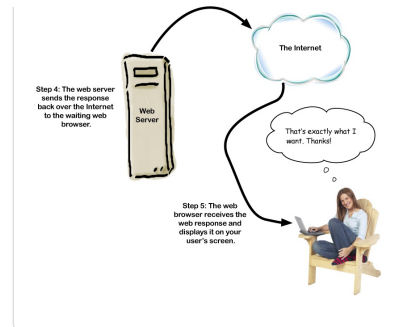 The Internet
Step 4: The web server
sends the response
back over the Internet
to the waiting web
browser.
Web
Server
That's exactly what I
want. Thanks!
Step 5: The web
browser receives the
web response and
displays it on your
user's screen.